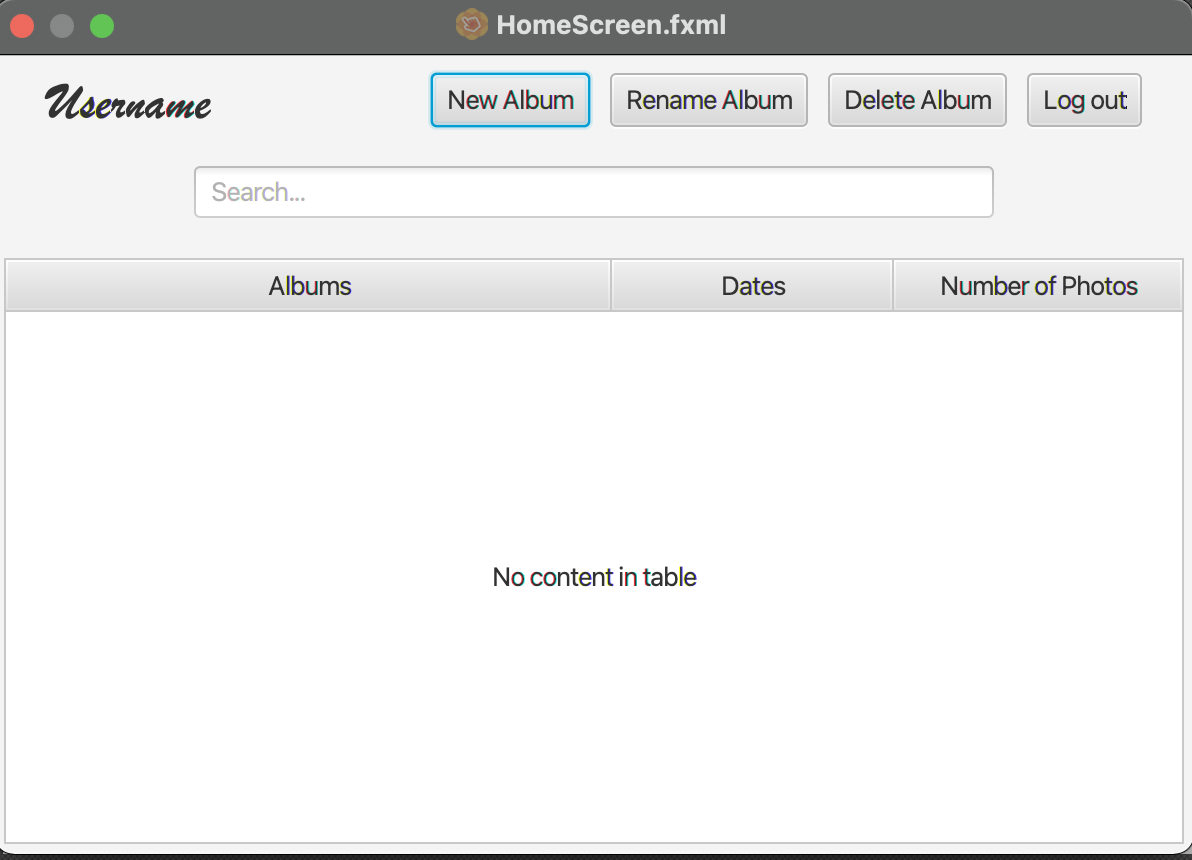 HomeScreen.fxml
Username
New Album
Rename Album
Delete Album
Log out
Search...
Albums
Dates
Number of Photos
No content in table